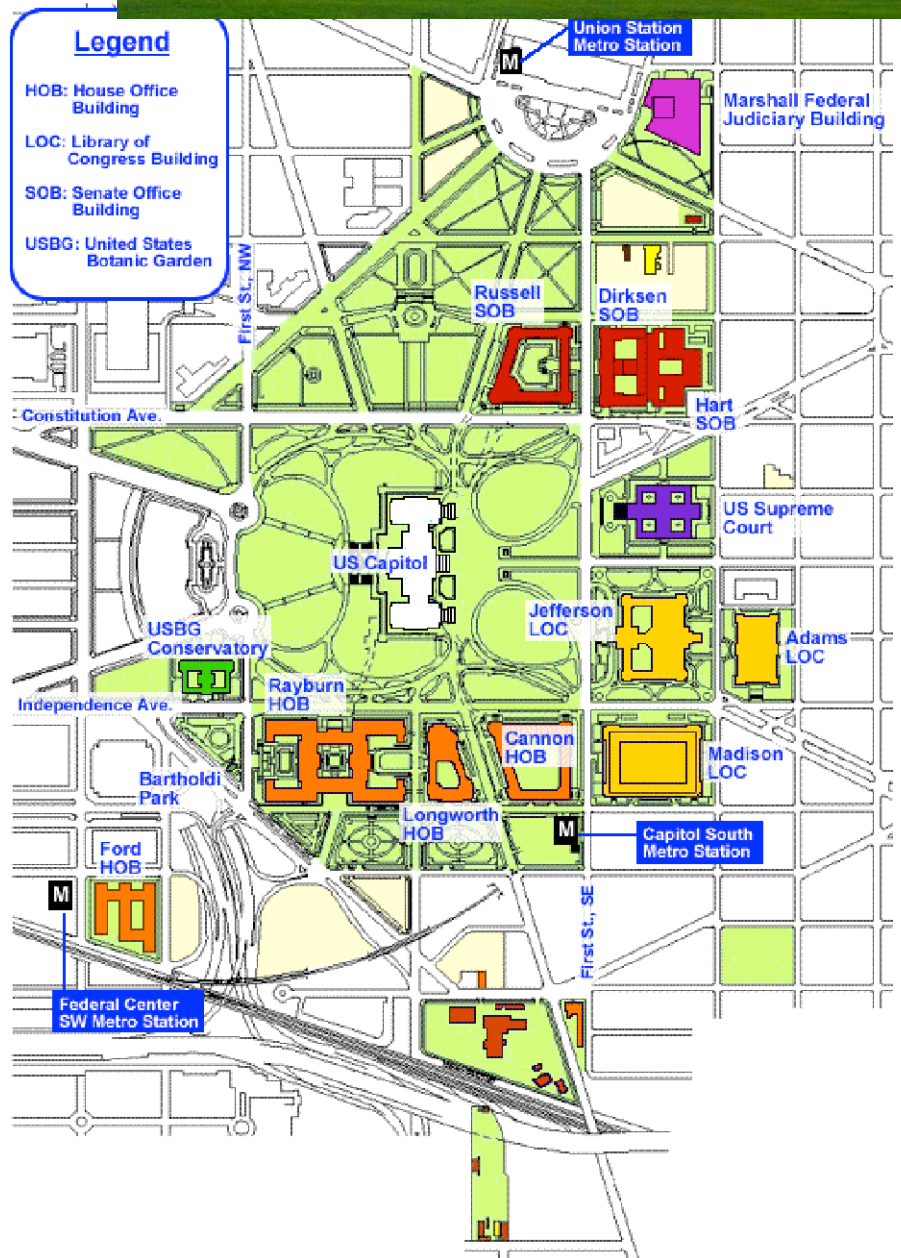 Legend
HOB: House Office
Building
LOC: Library of
Congress Building
SOB: Senate Office
Building
USBG: United States
Botanic Garden
Union Station
Metro Station
M
Marshall Federal
Judiciary Building
First St., NW
Russell
SOB
Dirksen
SOB
Constitution Ave.
Hart
SOB
US Supreme
Court
US Capitol
Jefferson
LOC
Adams
LOC
USBG
Conservatory
Independence Ave.
Rayburn
HOB
Cannon
HOB
Madison
LOC
Bartholdi
Park
Longworth
HOB
M
Capitol South
Metro Station
Ford
HOB
M
First St., SE
Federal Center
SW Metro Station